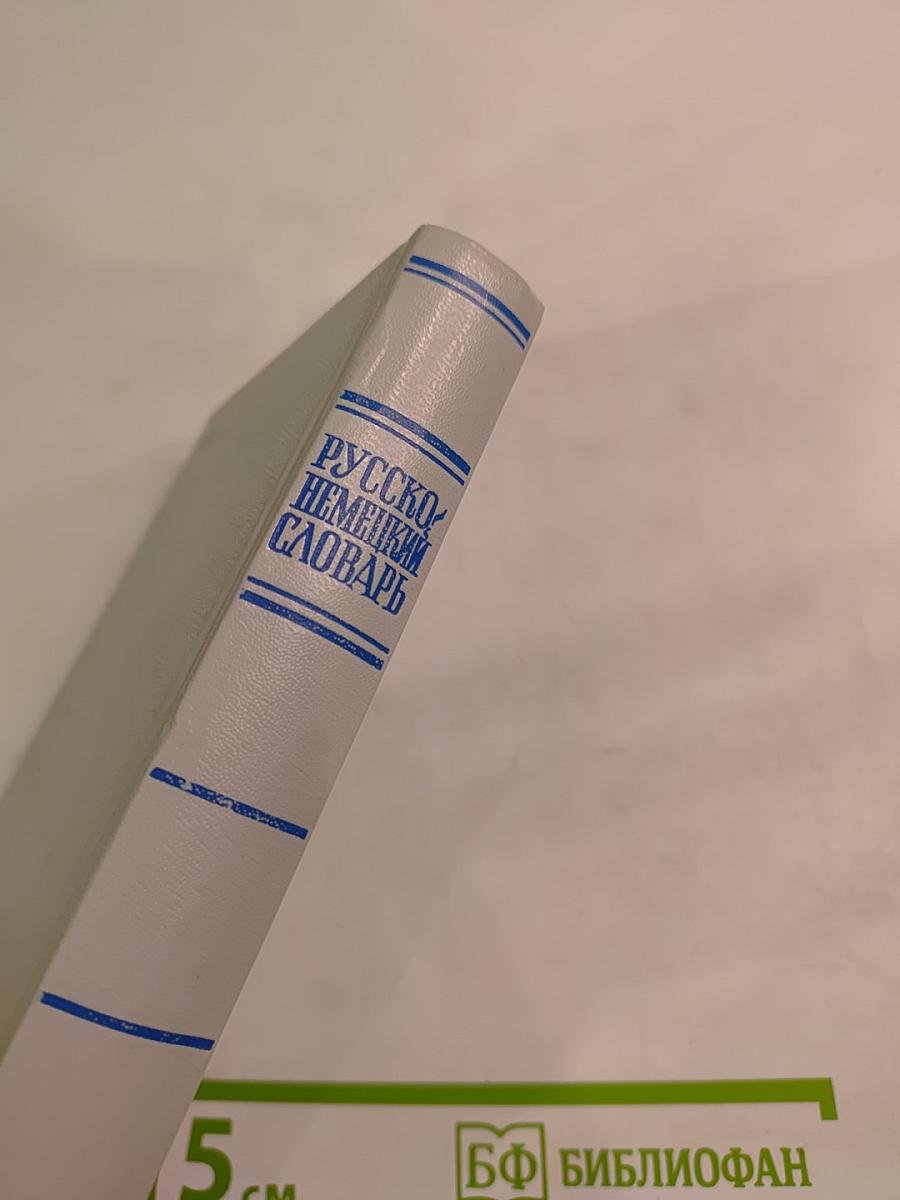 РУССКО-
НЕМЕЦКИЙ
СЛОВАРЬ
5 см
БФ БИБЛИОФАН